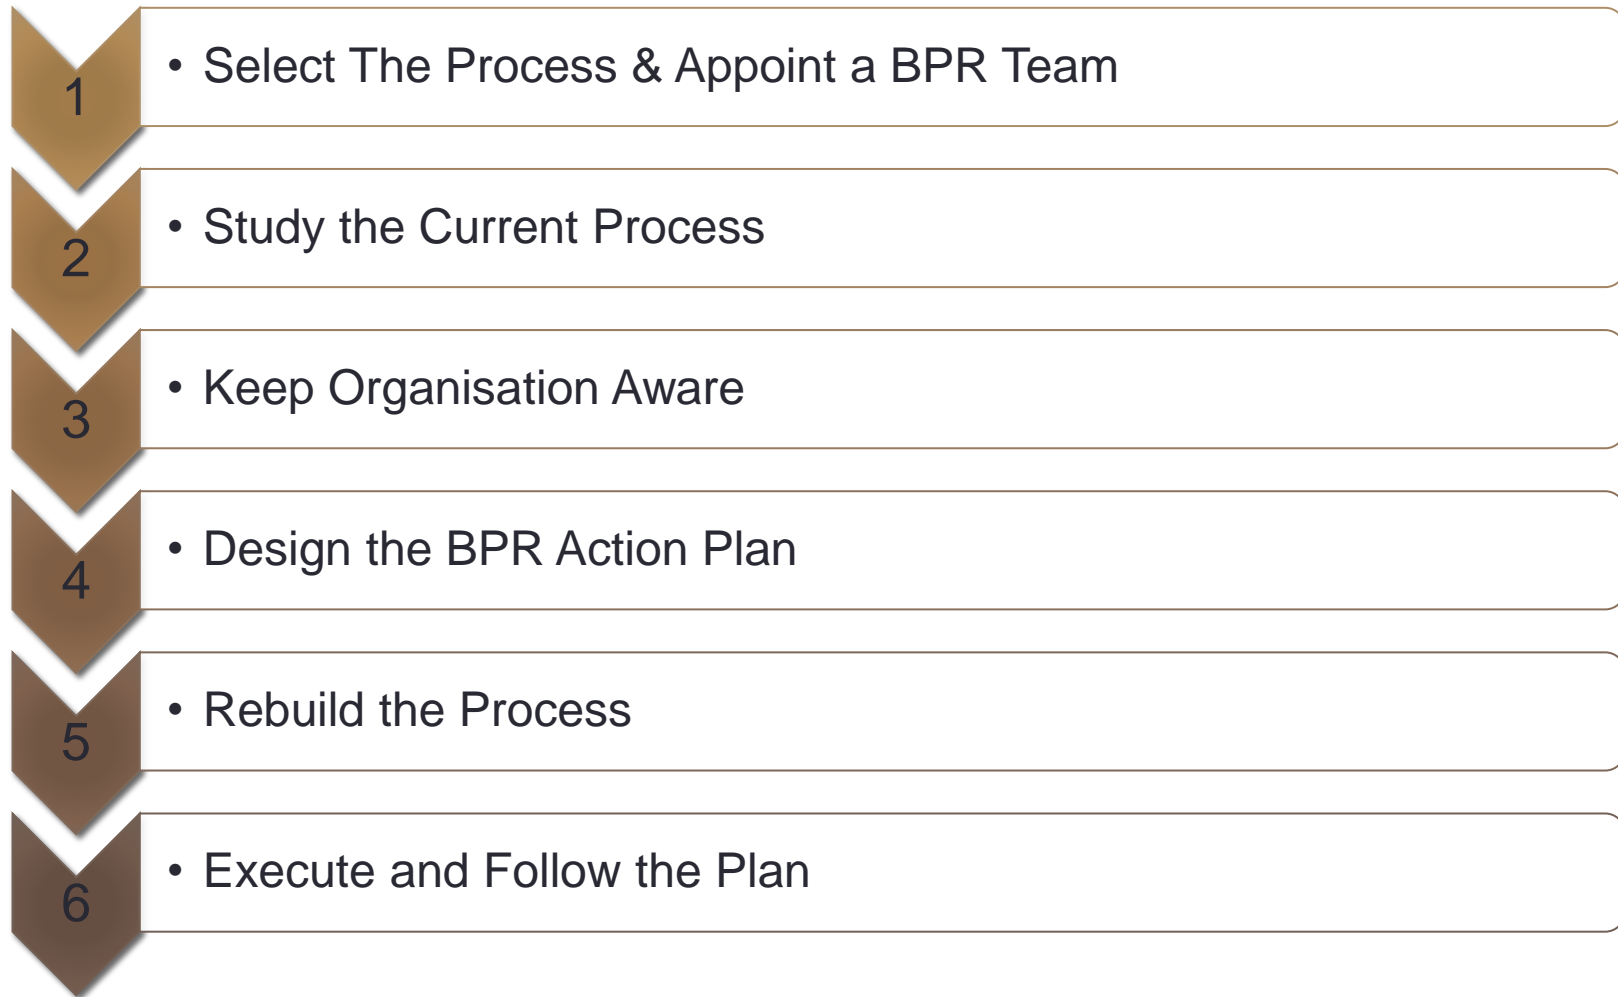 1
• Select The Process & Appoint a BPR Team
2
• Study the Current Process
3
• Keep Organisation Aware
4
• Design the BPR Action Plan
5
• Rebuild the Process
6
• Execute and Follow the Plan